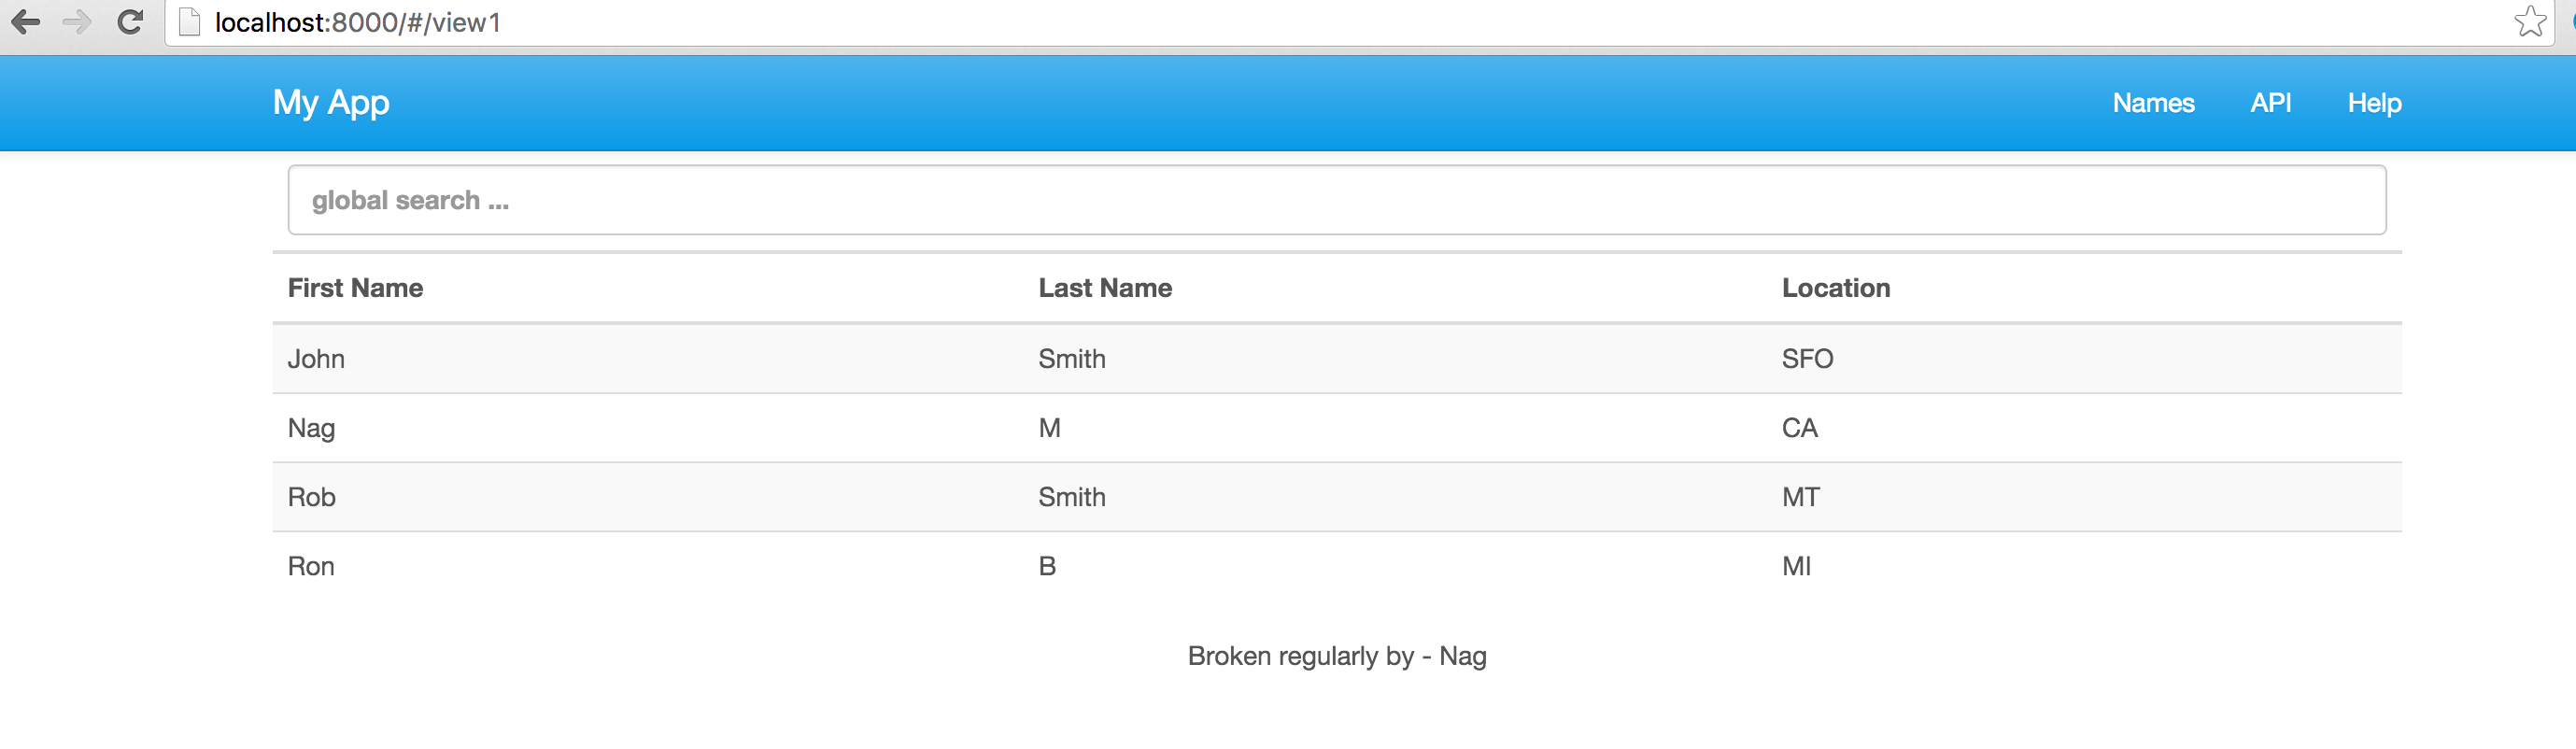 localhost:8000/#/view1
My App Names API Help
global search ...
First Name Last Name Location
John Smith SFO
Nag M CA
Rob Smith MT
Ron B MI
Broken regularly by - Nag